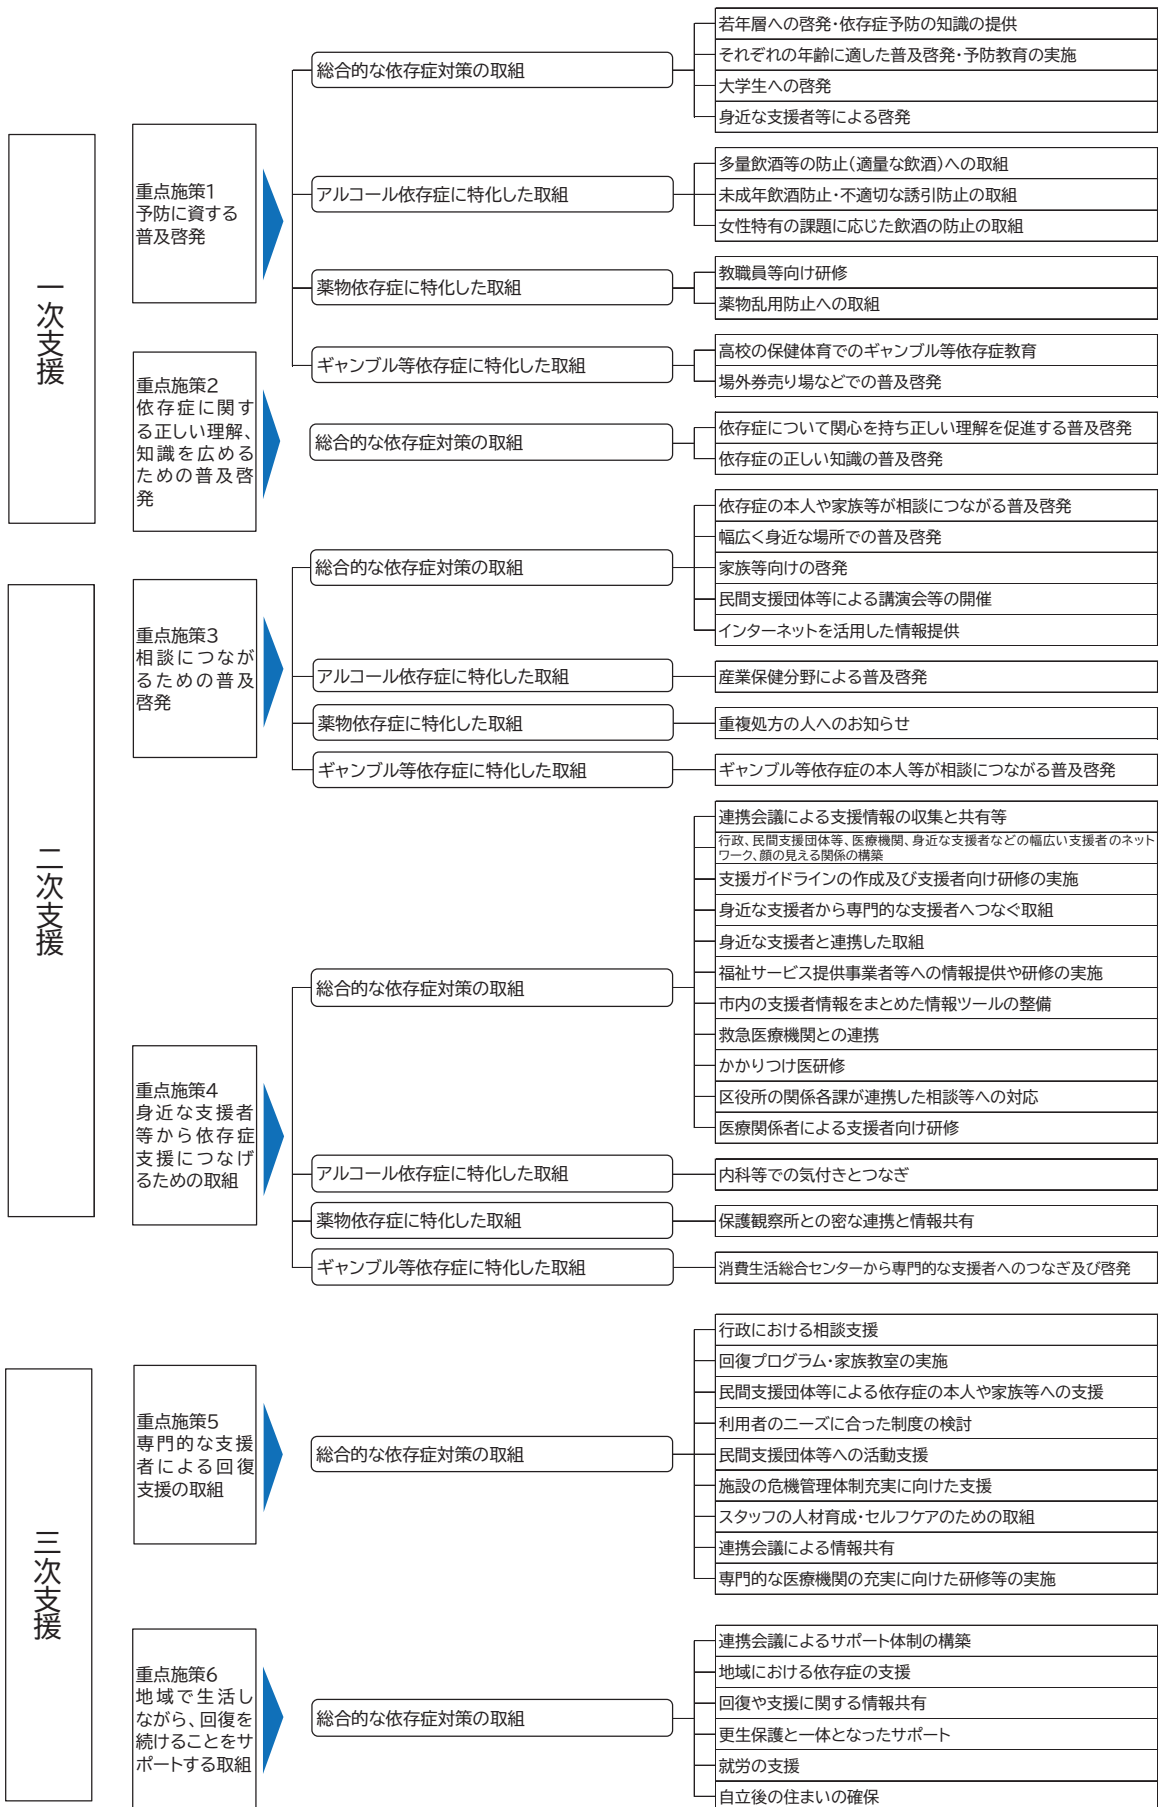 一次支援
重点施策1
予防に資する
普及啓発
総合的な依存症対策の取組
若年層への啓発・依存症予防の知識の提供
それぞれの年齢に適した普及啓発・予防教育の実施
大学生への啓発
身近な支援者等による啓発
アルコール依存症に特化した取組
多量飲酒等の防止(適量な飲酒)への取組
未成年飲酒防止・不適切な誘引防止の取組
女性特有の課題に応じた飲酒の防止の取組
薬物依存症に特化した取組
教職員等向け研修
薬物乱用防止への取組
ギャンブル等依存症に特化した取組
高校の保健体育でのギャンブル等依存症教育
場外券売り場などでの普及啓発
重点施策2
依存症に関す
る正しい理解、
知識を広める
ための普及啓
発
総合的な依存症対策の取組
依存症について関心を持ち正しい理解を促進する普及啓発
依存症の正しい知識の普及啓発
二次支援
重点施策3
相談につなが
るための普及
啓発
総合的な依存症対策の取組
依存症の本人や家族等が相談につながる普及啓発
幅広く身近な場所での普及啓発
家族等向けの啓発
民間支援団体等による講演会等の開催
インターネットを活用した情報提供
アルコール依存症に特化した取組
産業保健分野による普及啓発
薬物依存症に特化した取組
重複処方の人へのお知らせ
ギャンブル等依存症に特化した取組
ギャンブル等依存症の本人等が相談につながる普及啓発
重点施策4
身近な支援者
等から依存症
支援につなげ
るための取組
総合的な依存症対策の取組
連携会議による支援情報の収集と共有等
行政、民間支援団体等、医療機関、身近な支援者などの幅広い支援者のネット
ワーク、顔の見える関係の構築
支援ガイドラインの作成及び支援者向け研修の実施
身近な支援者から専門的な支援者へつなぐ取組
身近な支援者と連携した取組
福祉サービス提供事業者等への情報提供や研修の実施
市内の支援者情報をまとめた情報ツールの整備
救急医療機関との連携
かかりつけ医研修
区役所の関係各課が連携した相談等への対応
医療関係者による支援者向け研修
アルコール依存症に特化した取組
内科等での気付きとつなぎ
薬物依存症に特化した取組
保護観察所との密な連携と情報共有
ギャンブル等依存症に特化した取組
消費生活総合センターから専門的な支援者へのつなぎ及び啓発
三次支援
重点施策5
専門的な支援
者による回復
支援の取組
総合的な依存症対策の取組
行政における相談支援
回復プログラム・家族教室の実施
民間支援団体等による依存症の本人や家族等への支援
利用者のニーズに合った制度の検討
民間支援団体等への活動支援
施設の危機管理体制充実に向けた支援
スタッフの人材育成・セルフケアのための取組
連携会議による情報共有
専門的な医療機関の充実に向けた研修等の実施
重点施策6
地域で生活し
ながら、回復を
続けることをサ
ポートする取組
総合的な依存症対策の取組
連携会議によるサポート体制の構築
地域における依存症の支援
回復や支援に関する情報共有
更生保護と一体となったサポート
就労の支援
自立後の住まいの確保